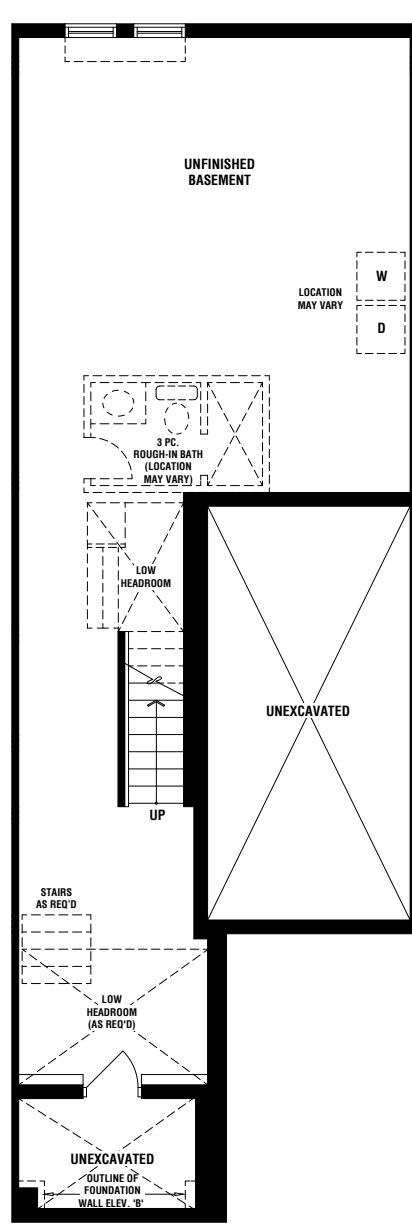 UNFINISHED
BASEMENT
W
LOCATION
MAY VARY
D
3 PC.
ROUGH-IN BATH
(LOCATION
MAY VARY)
LOW
HEADROOM
UNEXCAVATED
UP
STAIRS
AS REQ'D
LOW
HEADROOM
(AS REQ'D)
UNEXCAVATED
OUTLINE OF
FOUNDATION
WALL ELEV. 'B'